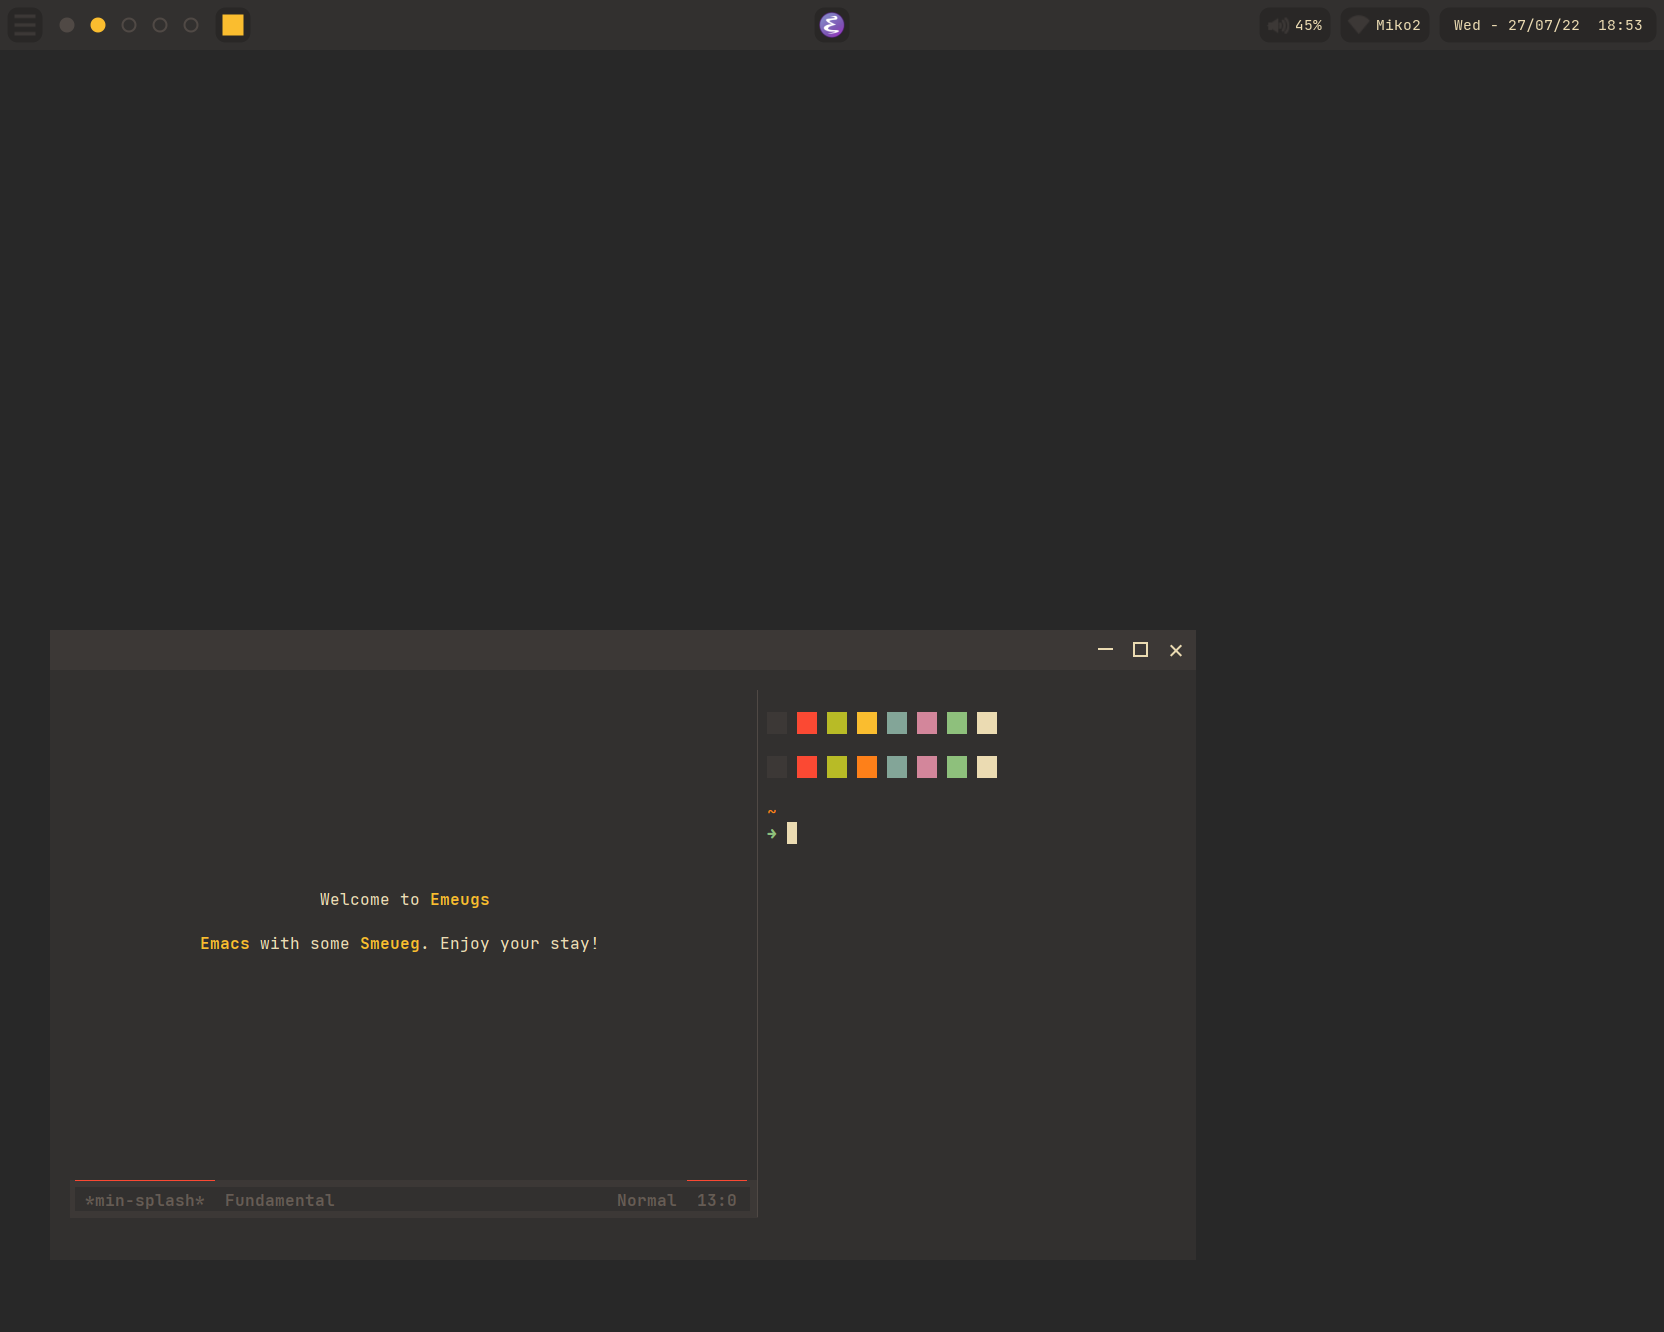 45% Miko2 Wed - 27/07/22 18:53
Welcome to Emeugs
Emacs with some Smeueg. Enjoy your stay!
~
→
*min-splash* Fundamental Normal 13:0